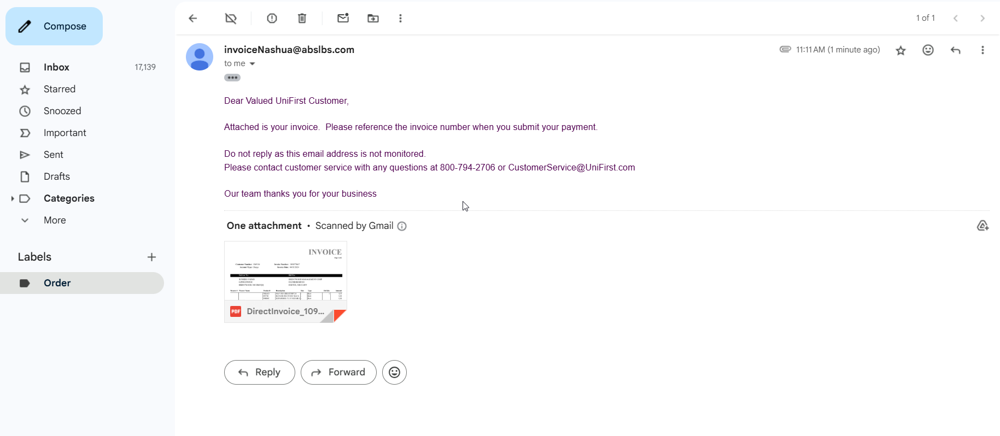 Compose
1 of 1
Inbox 17,139
Starred
Snoozed
Important
Sent
Drafts
Categories
More
Labels
Order
invoiceNashua@abslbs.com
11:11 AM (1 minute ago)
to me
Dear Valued UniFirst Customer,
Attached is your invoice.  Please reference the invoice number when you submit your payment.
Do not reply as this email address is not monitored.
Please contact customer service with any questions at 800-794-2706 or CustomerService@UniFirst.com
Our team thanks you for your business
One attachment • Scanned by Gmail
INVOICE
PDF DirectInvoice_109...
Reply
Forward